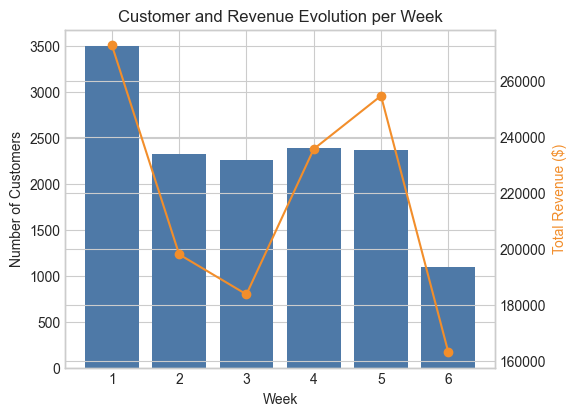 Customer and Revenue Evolution per Week
Number of Customers
3500
3000
2500
2000
1500
1000
500
0
260000
240000
220000
200000
180000
160000
Total Revenue ($)
1 2 3 4 5 6
Week